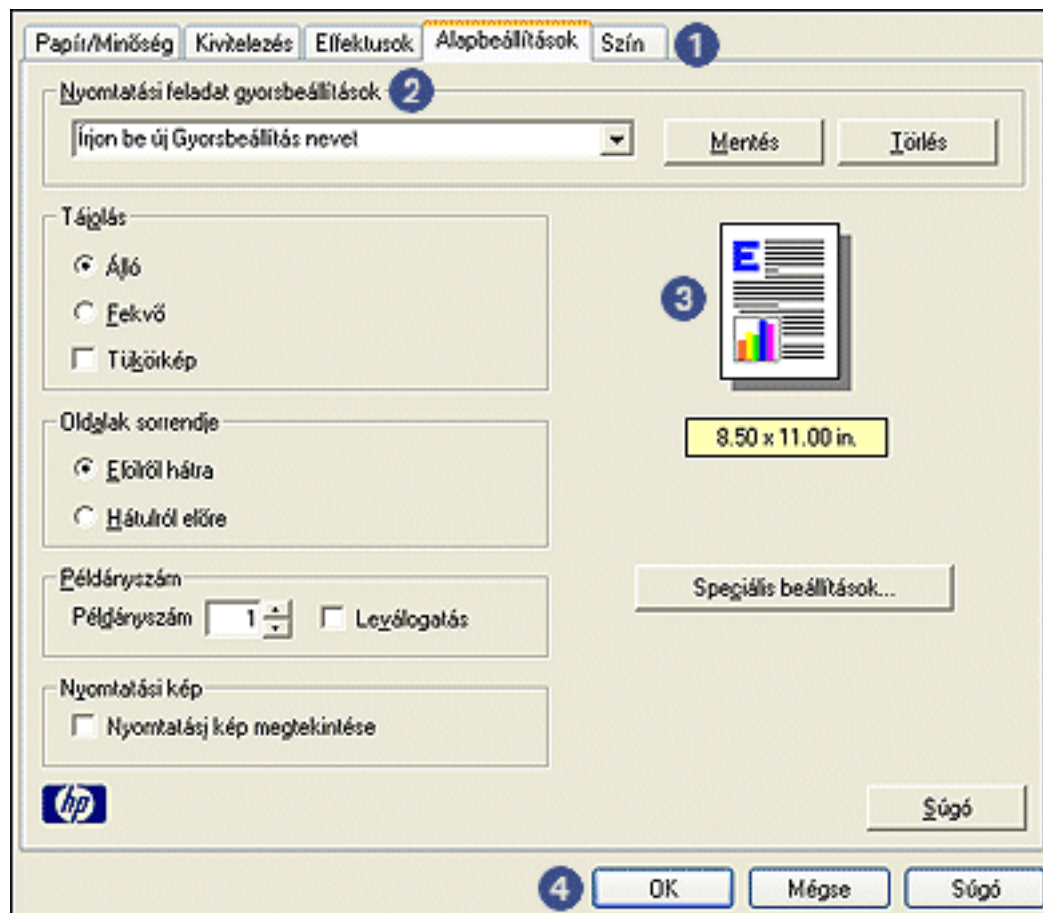 Papír/Minőség Kivitelezés Effektusok Alapbeállítások Szín 1
Nyomtatási feladat gyorsbeállítások 2
Írjon be új Gyorsbeállítás nevet Mentés Törlés
Tájolás
Álló
Fekvő
Tükörkép
3
E
8.50 x 11.00 in.
Oldalak sorrendje
Elölről hátra
Hátulról előre
Példányszám
Példányszám 1 Leválogatás
Speciális beállítások...
Nyomtatási kép
Nyomtatási kép megtekintése
hp
Súgó
4 OK Mégse Súgó